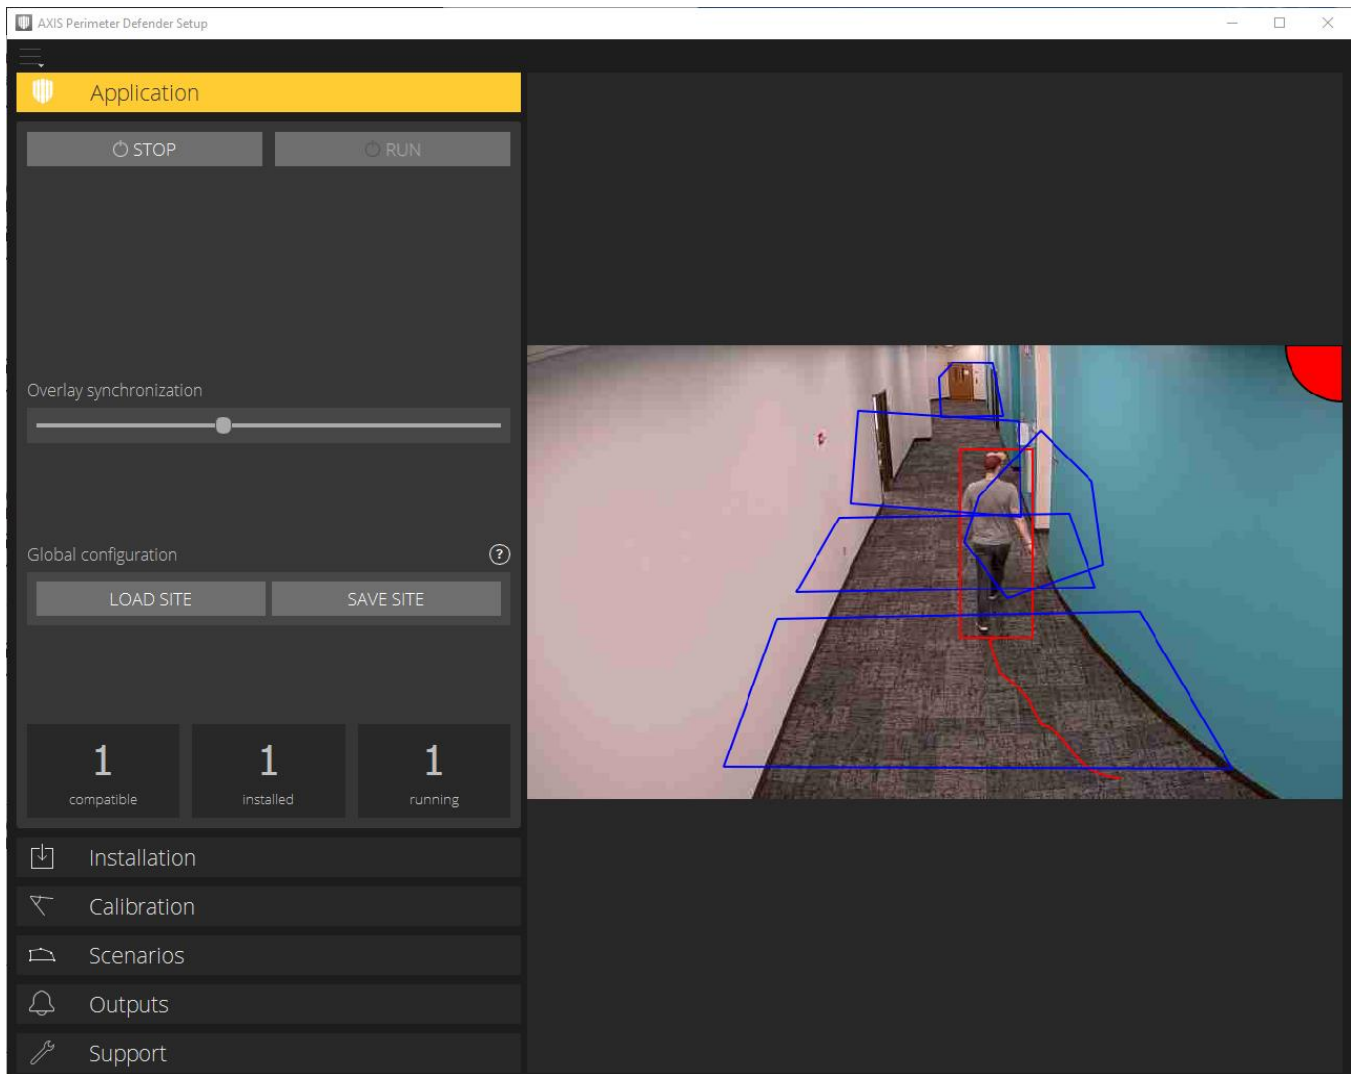 AXIS Perimeter Defender Setup
Application
STOP
RUN
Overlay synchronization
Global configuration
?
LOAD SITE
SAVE SITE
1
compatible
1
installed
1
running
Installation
Calibration
Scenarios
Outputs
Support